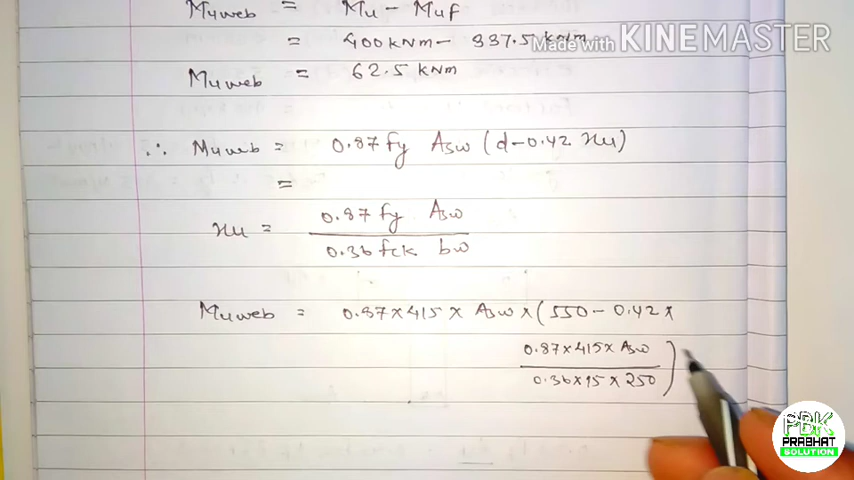 Muweb = Mu - Muf
= 400 kNm - 337.5 kNm
Made with KINEMASTER
Muweb = 62.5 kNm
∴ Muweb = 0.87 fy Asw (d - 0.42 xu)
=
xu = 0.87 fy Asw
0.36 fck bw
Muweb = 0.87 × 415 × Asw × (550 - 0.42 ×
0.87 × 415 × Asw
0.36 × 15 × 250 )
PBK
PRABHAT
SOLUTION